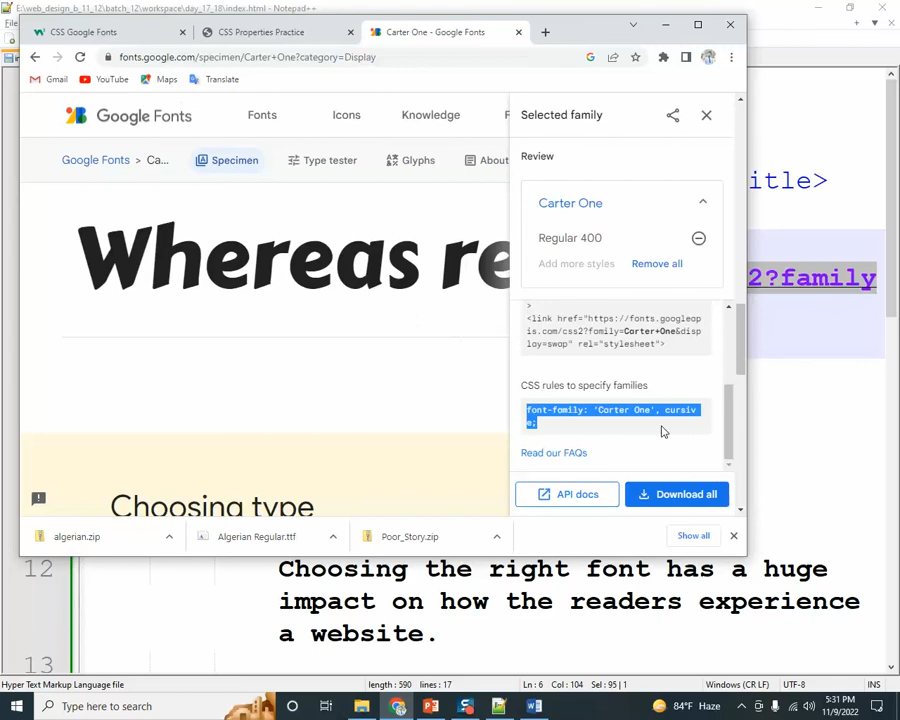 E:\web_design_b_11_12\batch_12\workspace\day_17_18\index.html - Notepad++
CSS Google Fonts
CSS Properties Practice
Carter One - Google Fonts
fonts.google.com/specimen/Carter+One?category=Display
Gmail
YouTube
Maps
Translate
Google Fonts
Fonts
Icons
Knowledge
F
Selected family
Google Fonts > Ca...
Specimen
Type tester
Glyphs
About
Review
itle>
Carter One
Regular 400
Add more styles
Remove all
Whereas re
2?family
>
<link href="https://fonts.googleap
is.com/css2?family=Carter+One&disp
lay=swap" rel="stylesheet">
CSS rules to specify families
font-family: 'Carter One', cursiv
e;
Read our FAQs
Choosing type
API docs
Download all
algerian.zip
Algerian Regular.ttf
Poor_Story.zip
Show all
12
Choosing the right font has a huge
impact on how the readers experience
a website.
13
Hyper Text Markup Language file
length : 590 lines : 17
Ln : 6 Col : 104 Sel : 95 | 1
Windows (CR LF)
UTF-8
INS
Type here to search
84°F Haze
5:31 PM
11/9/2022